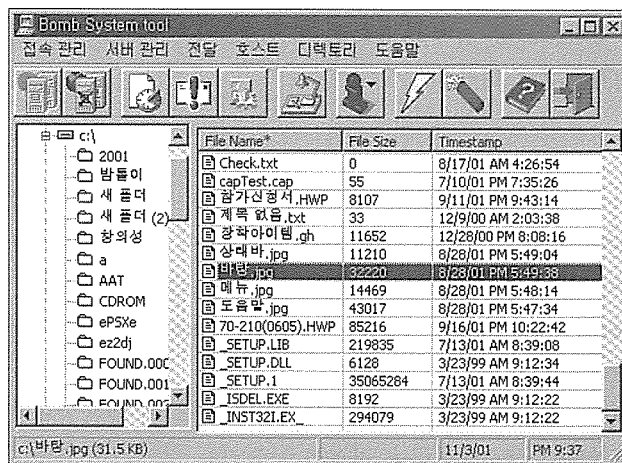 Bomb System tool
접속 관리 서버 관리 전달 호스트 디렉토리 도움말
c:\
2001
밤돌이
새 폴더
새 폴더 (2)
창의성
a
AAT
CDROM
ePSXe
ez2dj
FOUND.000
FOUND.001
FOUND.002
File Name* File Size Timestamp
Check.txt 0 8/17/01 AM 4:26:54
capTest.cap 55 7/10/01 PM 7:35:26
참가신청서.HWP 8107 9/11/01 PM 9:43:14
제목 없음.txt 33 12/9/00 AM 2:03:38
장학아이템.gh 11652 12/28/00 PM 8:08:16
상태바.jpg 11210 8/28/01 PM 5:49:04
바탕.jpg 32220 8/28/01 PM 5:49:38
메뉴.jpg 14469 8/28/01 PM 5:48:14
도움말.jpg 43017 8/28/01 PM 5:47:34
70-210(0605).HWP 85216 9/16/01 PM 10:22:42
_SETUP.LIB 219835 7/13/01 AM 8:39:08
_SETUP.DLL 6128 3/23/99 AM 9:12:34
_SETUP.1 35065284 7/13/01 AM 8:39:44
_ISDEL.EXE 8192 3/23/99 AM 9:12:22
_INST32I.EX_ 294079 3/23/99 AM 9:12:22
c:\바탕.jpg (31.5 KB) 11/3/01 PM 9:37